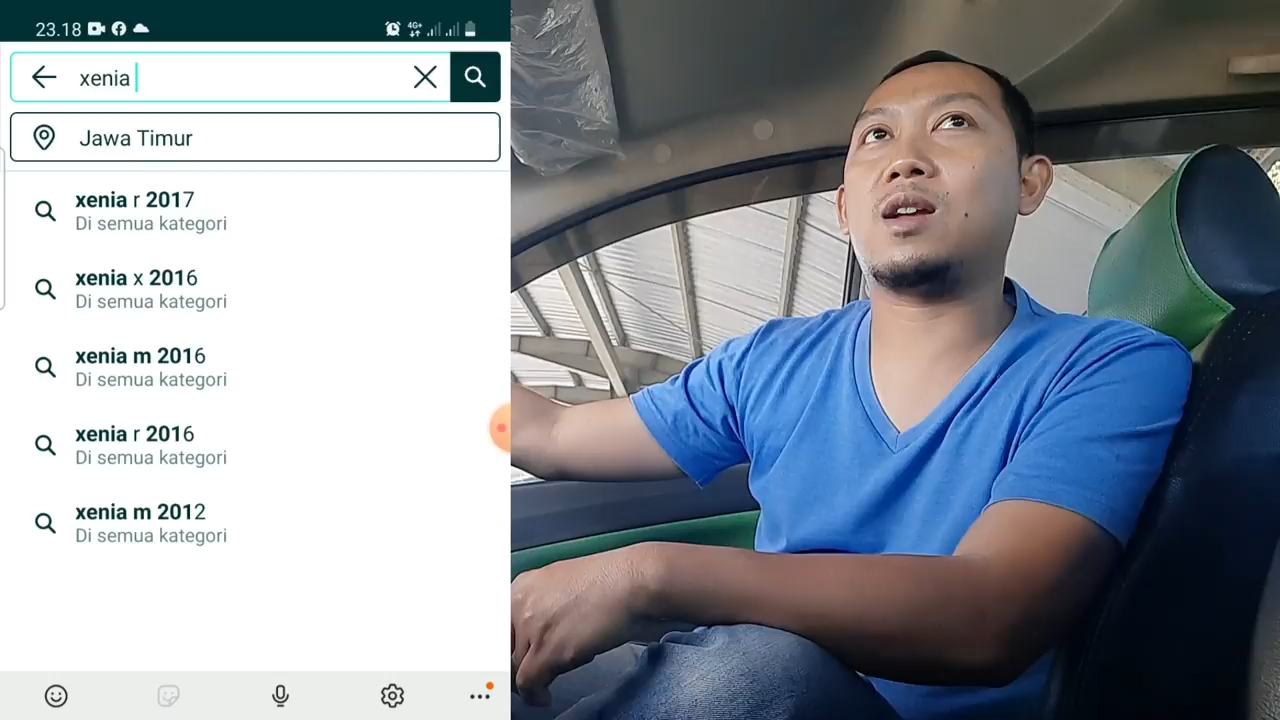 23.18
4G+
xenia
Jawa Timur
xenia r 2017
Di semua kategori
xenia x 2016
Di semua kategori
xenia m 2016
Di semua kategori
xenia r 2016
Di semua kategori
xenia m 2012
Di semua kategori